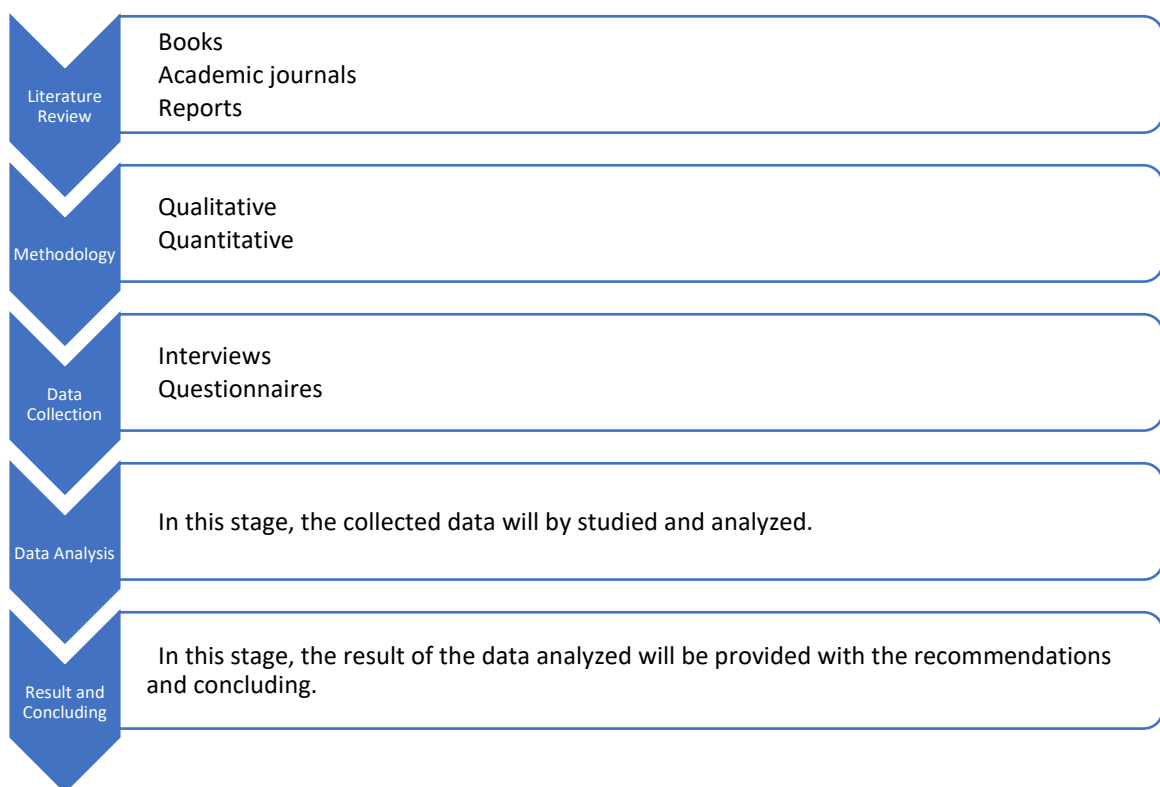 Literature
Review
Books
Academic journals
Reports
Methodology
Qualitative
Quantitative
Data
Collection
Interviews
Questionnaires
Data Analysis
In this stage, the collected data will by studied and analyzed.
Result and
Concluding
In this stage, the result of the data analyzed will be provided with the recommendations
and concluding.